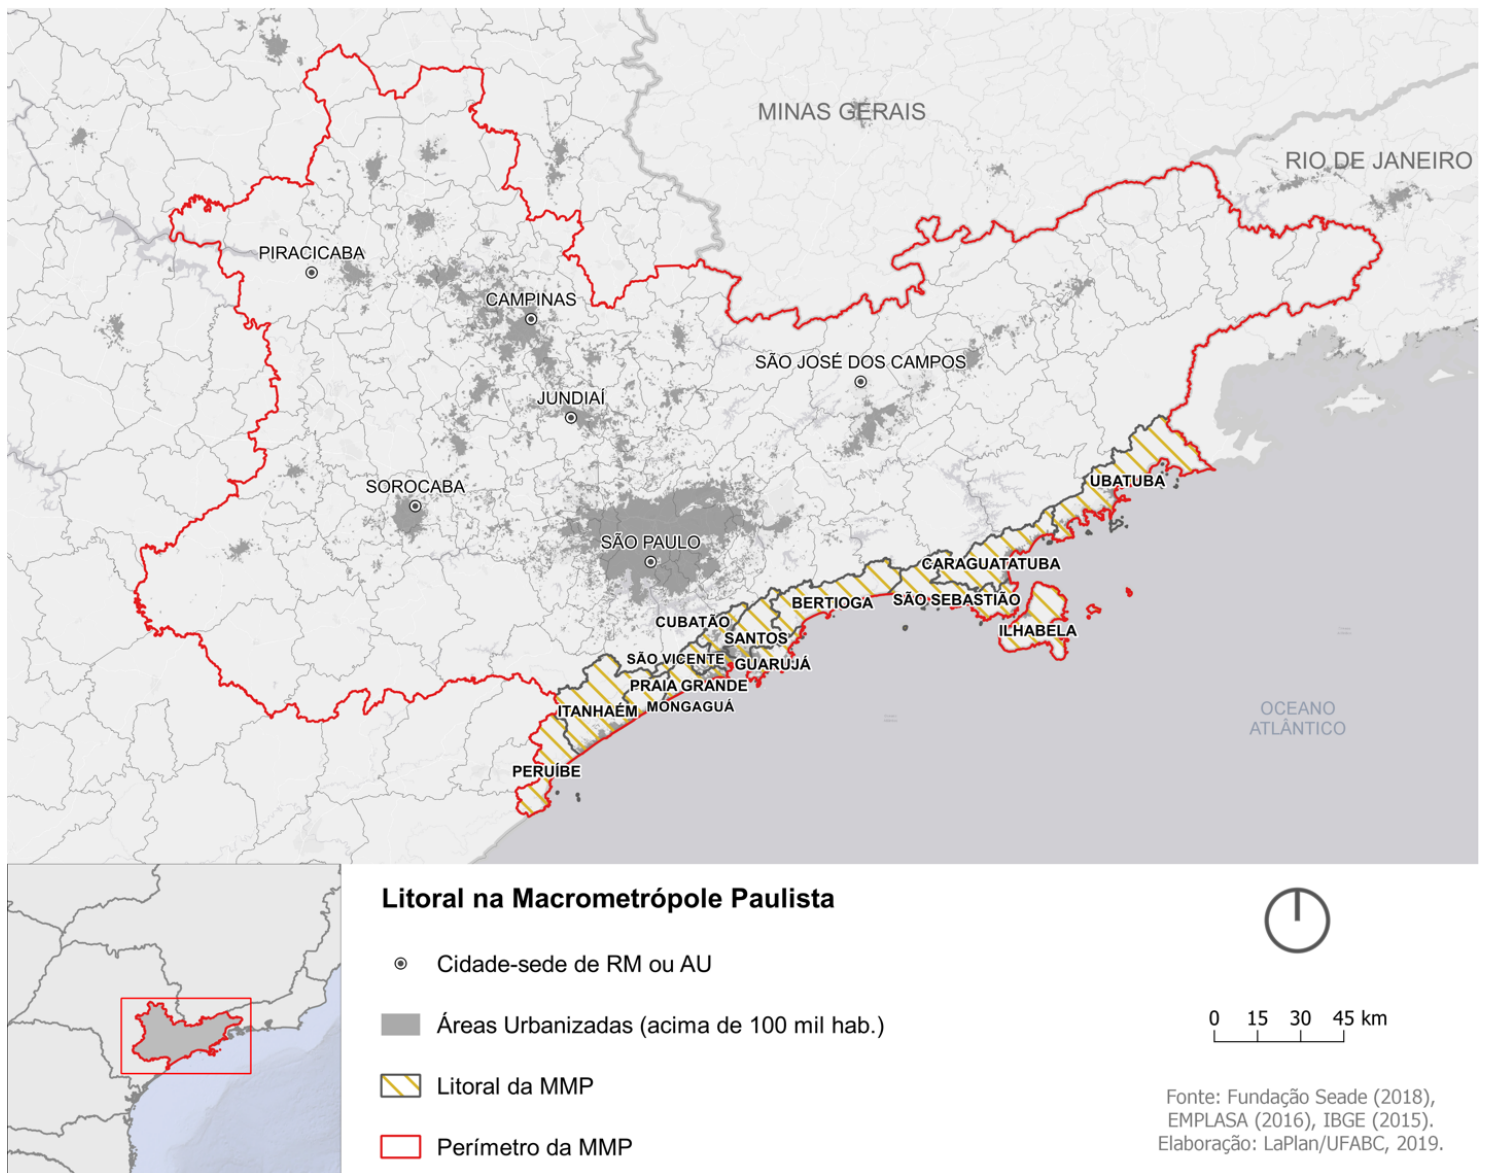 MINAS GERAIS
RIO DE JANEIRO
PIRACICABA
CAMPINAS
SÃO JOSÉ DOS CAMPOS
JUNDIAÍ
SOROCABA
UBATUBA
SÃO PAULO
CARAGUATATUBA
BERTIOGA
SÃO SEBASTIÃO
CUBATÃO
ILHABELA
SANTOS
SÃO VICENTE
GUARUJÁ
PRAIA GRANDE
ITANHAÉM
MONGAGUÁ
OCEANO
ATLÂNTICO
PERUÍBE
Litoral na Macrometrópole Paulista
Cidade-sede de RM ou AU
Áreas Urbanizadas (acima de 100 mil hab.)
Litoral da MMP
Perímetro da MMP
0 15 30 45 km
Fonte: Fundação Seade (2018),
EMPLASA (2016), IBGE (2015).
Elaboração: LaPlan/UFABC, 2019.